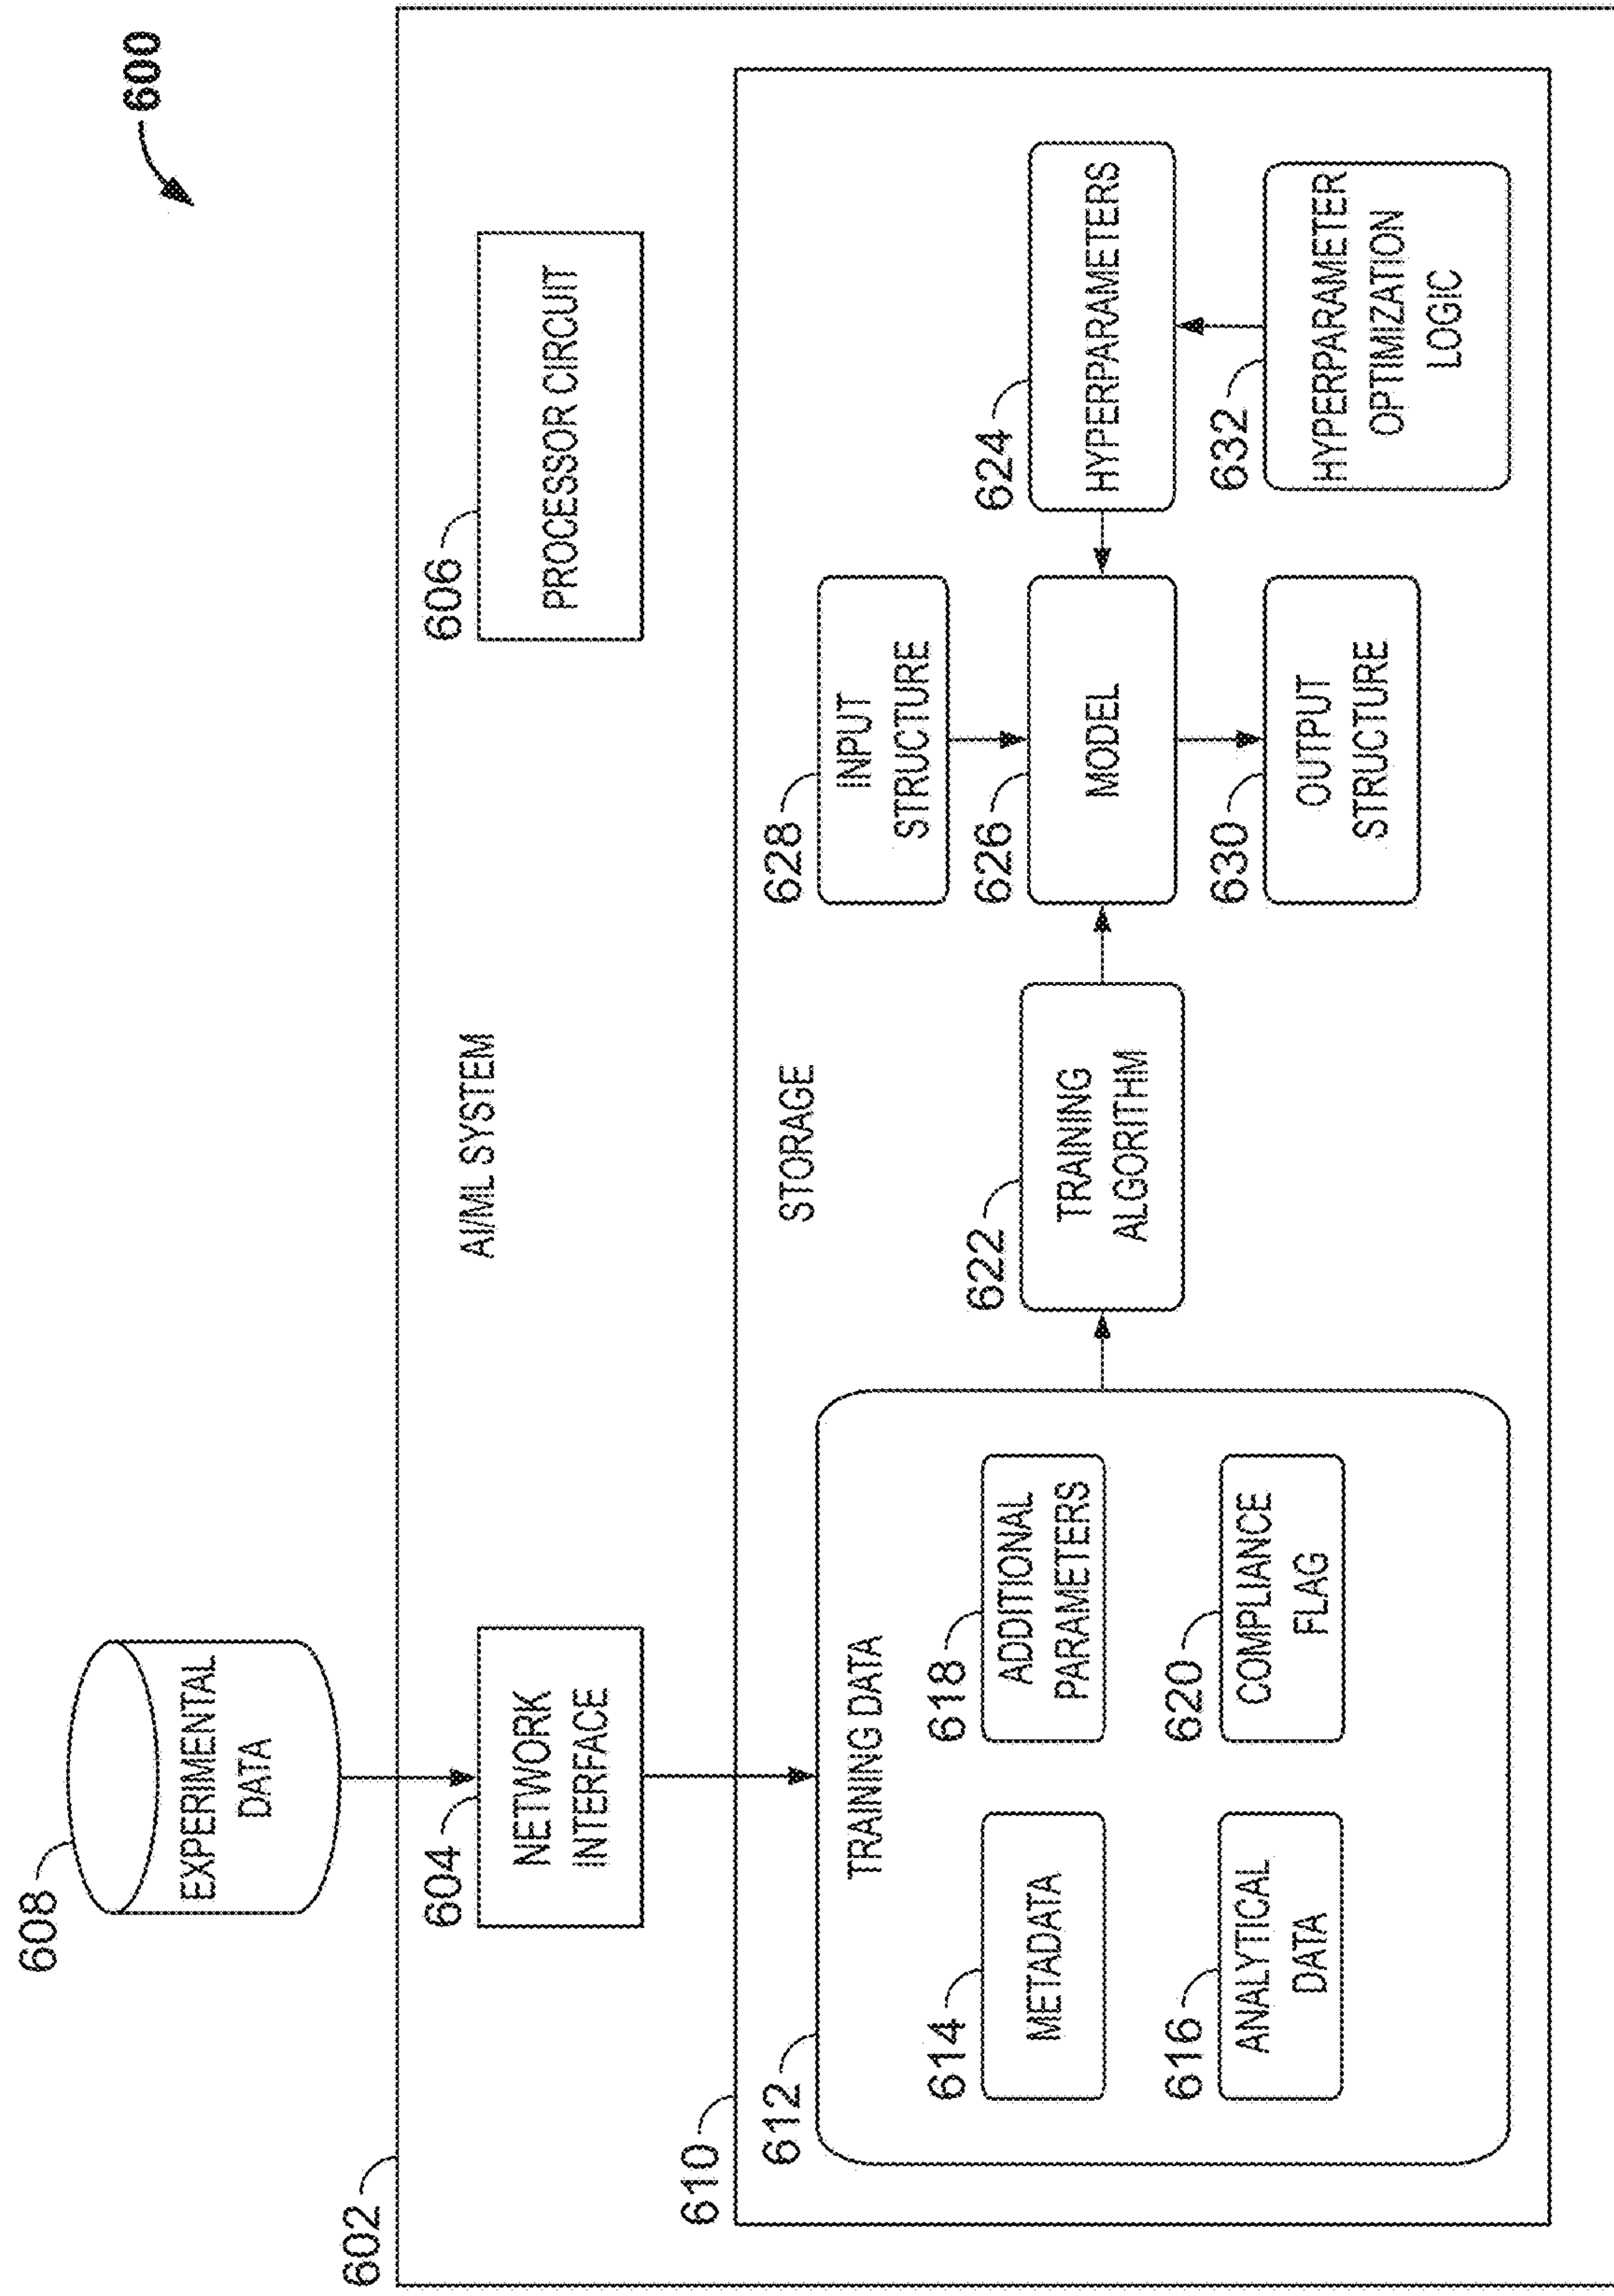 600
608
EXPERIMENTAL
DATA
602
AI/ML SYSTEM
604
NETWORK
INTERFACE
606
PROCESSOR CIRCUIT
610
STORAGE
612
TRAINING DATA
614
METADATA
618
ADDITIONAL
PARAMETERS
616
ANALYTICAL
DATA
620
COMPLIANCE
FLAG
622
TRAINING
ALGORITHM
628
INPUT
STRUCTURE
626
MODEL
630
OUTPUT
STRUCTURE
624
HYPERPARAMETERS
632
HYPERPARAMETER
OPTIMIZATION
LOGIC